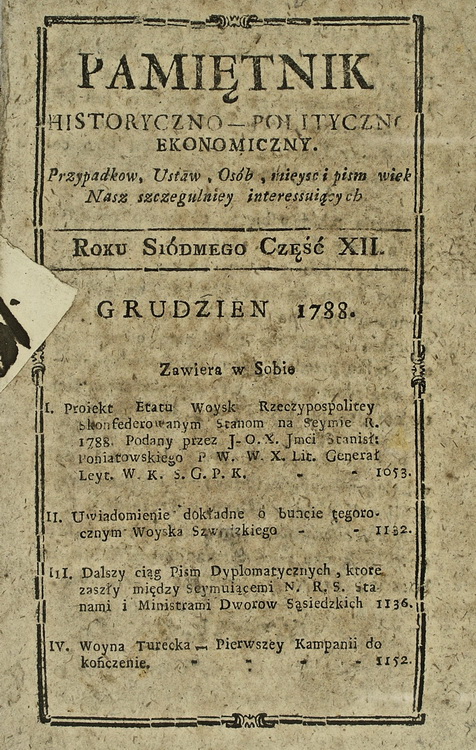 PAMIĘTNIK
HISTORYCZNO — POLITYCZNO
EKONOMICZNY.
Przypadkow, Ustaw, Osób, mieysc i pism wiek
Nasz szczegulniey interessuiących
ROKU SIÓDMEGO CZĘŚĆ XII.
GRUDZIEN 1788.
Zawiera w Sobie
I. Proiekt Etatu Woysk Rzeczypospolitey
skonfederowanym Stanom na Seymie R.
1788. Podany przez J-O.X. Jmci Stanisł:
Poniatowskiego P W. W. X. Lit. Generał
Leyt. W. K. S. G. P. K. - - 1053.
II. Uwiadomienie dokładne o buncie tegoro-
cznym Woyska - - 1132.
III. Dalszy ciąg Pism Dyplomatycznych, ktore
zaszły między Seymuiącemi N. R. S. Sta
nami i Ministrami Dworow Sąsiedzkich 1136.
IV. Woyna Turecka — Pierwszey Kampanii do
kończenie. - - - - 1152.